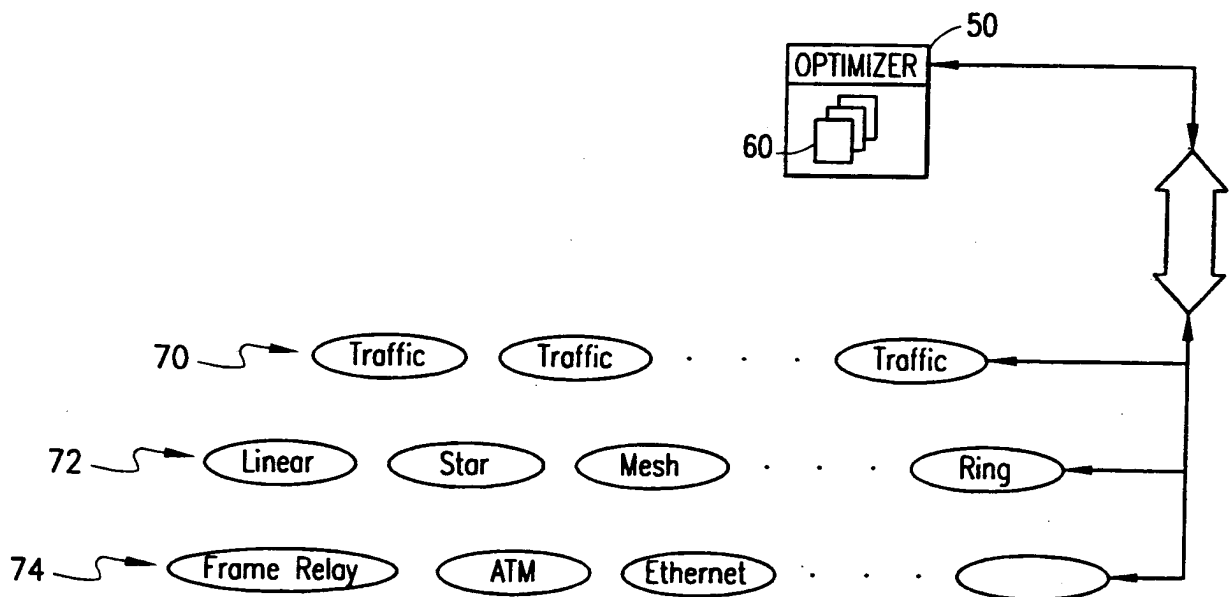 50
OPTIMIZER
60
70 Traffic Traffic . . . Traffic
72 Linear Star Mesh . . . Ring
74 Frame Relay ATM Ethernet . . .